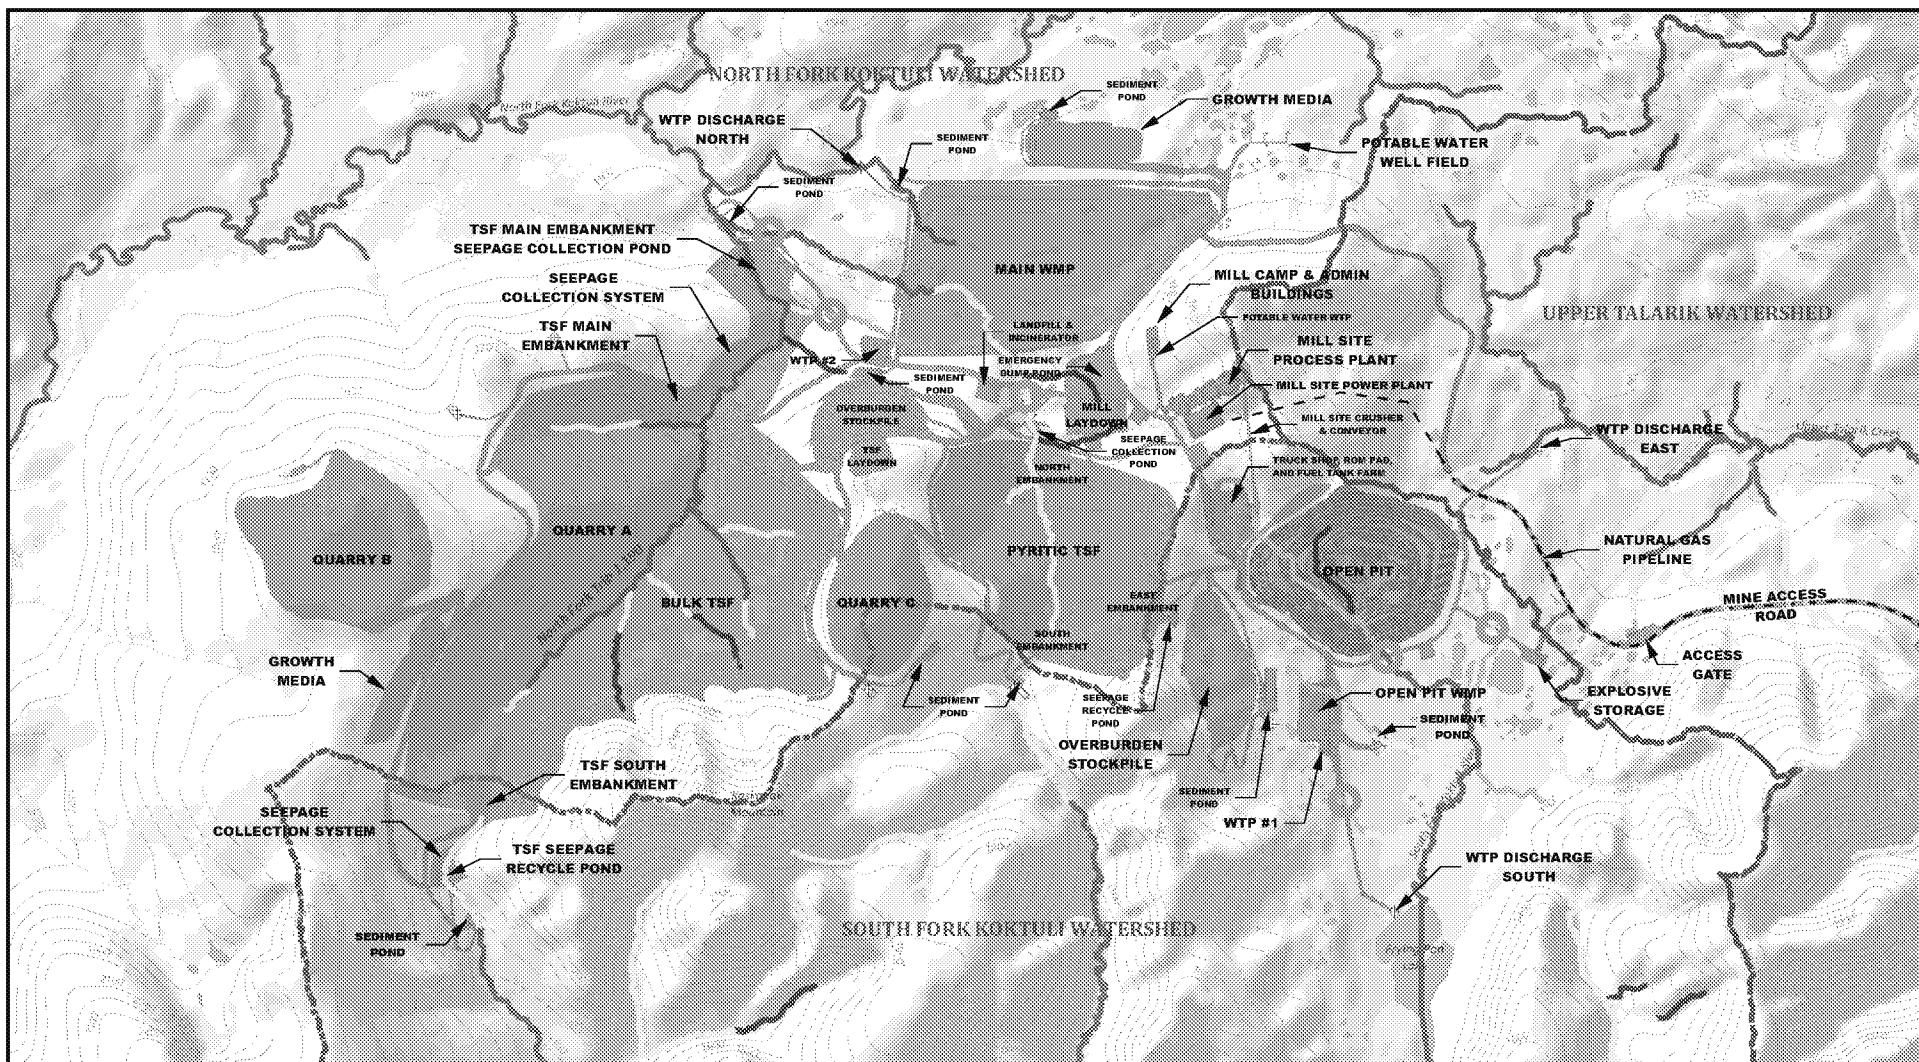 NORTH FORK KOKTULI WATERSHED
SEDIMENT
POND
GROWTH MEDIA
North Fork Koktuli River
WTP DISCHARGE
NORTH
SEDIMENT
POND
POTABLE WATER
WELL FIELD
SEDIMENT
POND
TSF MAIN EMBANKMENT
SEEPAGE COLLECTION POND
MAIN WMP
MILL CAMP & ADMIN
BUILDINGS
SEEPAGE
COLLECTION SYSTEM
UPPER TALARIK WATERSHED
POTABLE WATER WTP
TSF MAIN
EMBANKMENT
LANDFILL &
INCINERATOR
MILL SITE
PROCESS PLANT
WTP #2
EMERGENCY
DUMP POND
SEDIMENT
POND
MILL SITE POWER PLANT
OVERBURDEN
STOCKPILE
MILL
LAYDOWN
MILL SITE CRUSHER
& CONVEYOR
WTP DISCHARGE
EAST
Upper Talarik Creek
SEEPAGE
COLLECTION
POND
TSF
LAYDOWN
NORTH
EMBANKMENT
TRUCK SHOP, ROM PAD,
AND FUEL TANK FARM
QUARRY A
QUARRY B
PYRITIC TSF
OPEN PIT
NATURAL GAS
PIPELINE
BULK TSF
QUARRY C
EAST
EMBANKMENT
MINE ACCESS
ROAD
SOUTH
EMBANKMENT
GROWTH
MEDIA
ACCESS
GATE
SEDIMENT
POND
SEEPAGE
RECYCLE
POND
OPEN PIT WMP
EXPLOSIVE
STORAGE
SEDIMENT
POND
OVERBURDEN
STOCKPILE
TSF SOUTH
EMBANKMENT
SEDIMENT
POND
SEEPAGE
COLLECTION SYSTEM
WTP #1
TSF SEEPAGE
RECYCLE POND
WTP DISCHARGE
SOUTH
SOUTH FORK KOKTULI WATERSHED
SEDIMENT
POND